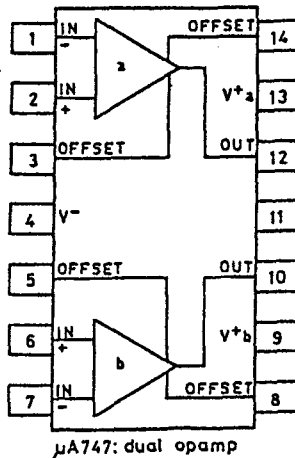 1 IN - OFFSET 14
2 IN + a V+a 13
3 OFFSET OUT 12
4 V- 11
5 OFFSET OUT 10
6 IN + b V+b 9
7 IN - OFFSET 8
µA747: dual opamp